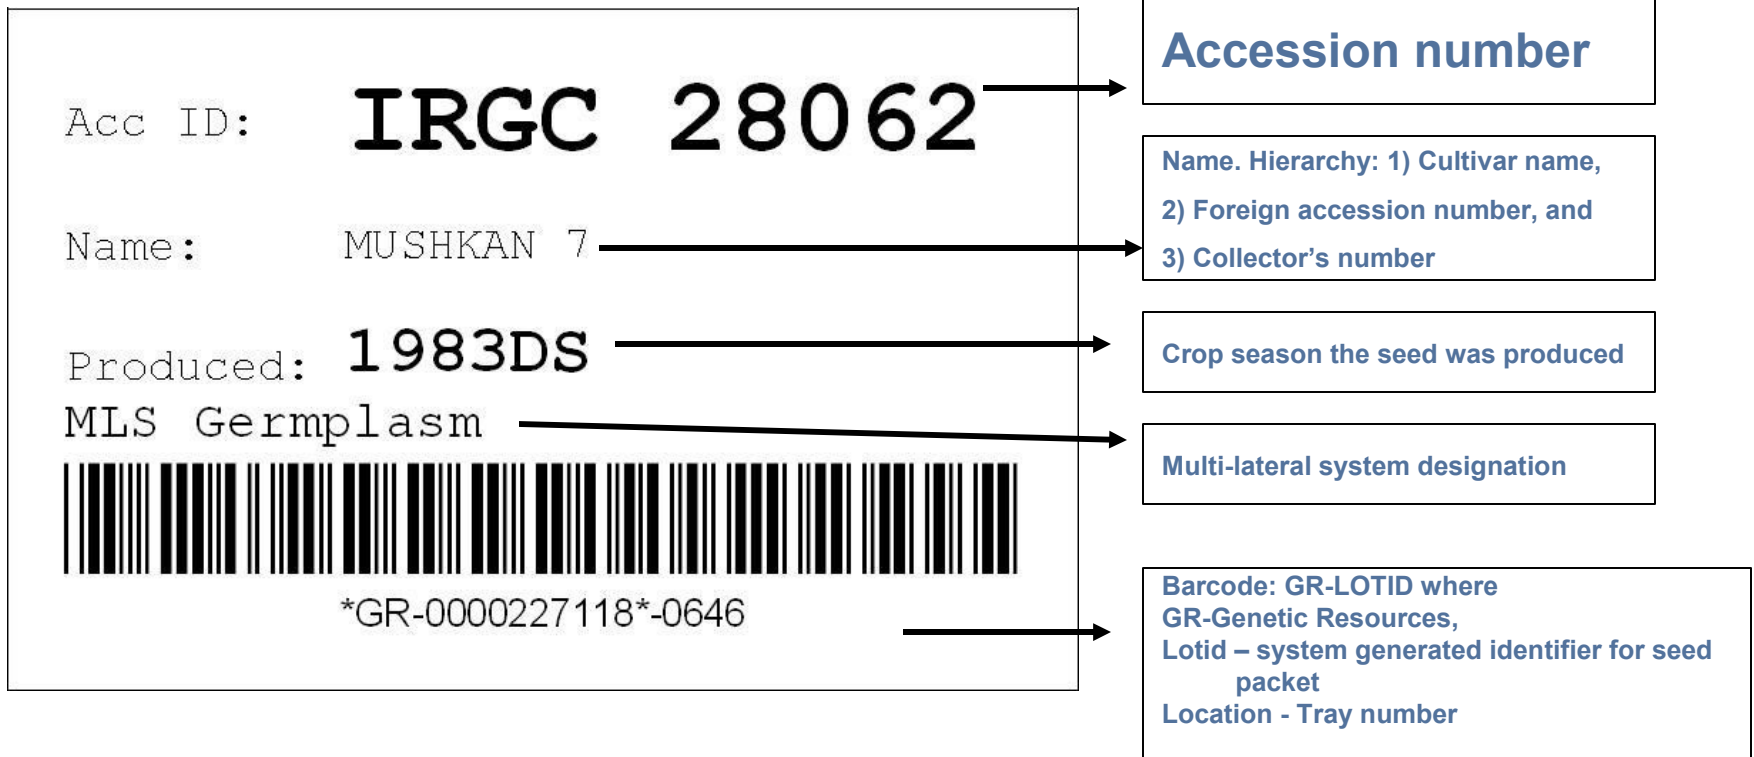 Acc ID: IRGC 28062
Name: MUSHKAN 7
Produced: 1983DS
MLS Germplasm
*GR-0000227118*-0646
Accession number
Name. Hierarchy: 1) Cultivar name,
2) Foreign accession number, and
3) Collector’s number
Crop season the seed was produced
Multi-lateral system designation
Barcode: GR-LOTID where
GR-Genetic Resources,
Lotid – system generated identifier for seed
packet
Location - Tray number